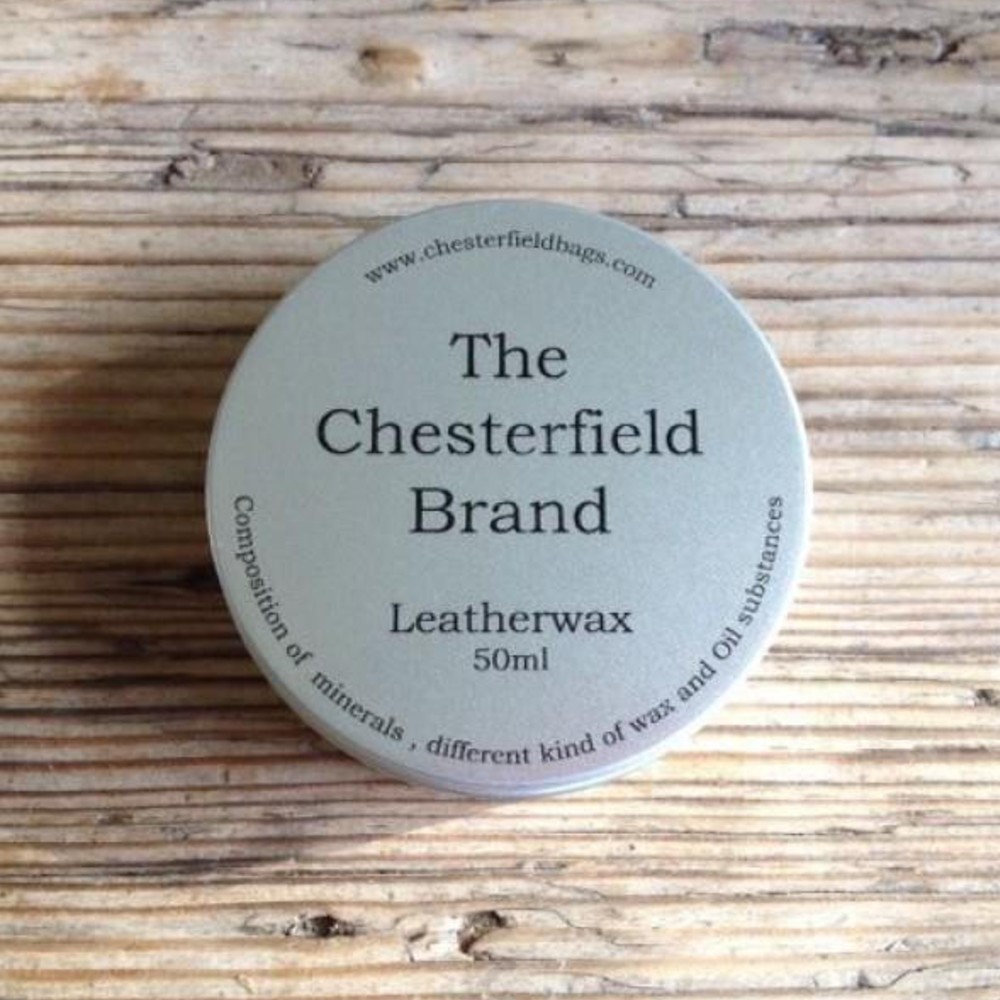 www.chesterfieldbags.com
The
Chesterfield
Brand
Leatherwax
50ml
Composition of minerals , different kind of wax and Oil substances